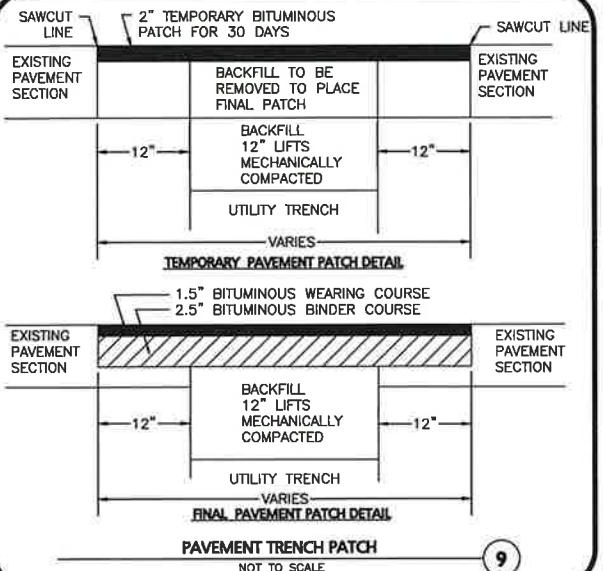 SAWCUT
LINE
2" TEMPORARY BITUMINOUS
PATCH FOR 30 DAYS
SAWCUT LINE
EXISTING
PAVEMENT
SECTION
BACKFILL TO BE
REMOVED TO PLACE
FINAL PATCH
EXISTING
PAVEMENT
SECTION
12"
BACKFILL
12" LIFTS
MECHANICALLY
COMPACTED
12"
UTILITY TRENCH
VARIES
TEMPORARY PAVEMENT PATCH DETAIL
1.5" BITUMINOUS WEARING COURSE
2.5" BITUMINOUS BINDER COURSE
EXISTING
PAVEMENT
SECTION
EXISTING
PAVEMENT
SECTION
12"
BACKFILL
12" LIFTS
MECHANICALLY
COMPACTED
12"
UTILITY TRENCH
VARIES
FINAL PAVEMENT PATCH DETAIL
PAVEMENT TRENCH PATCH
NOT TO SCALE
9